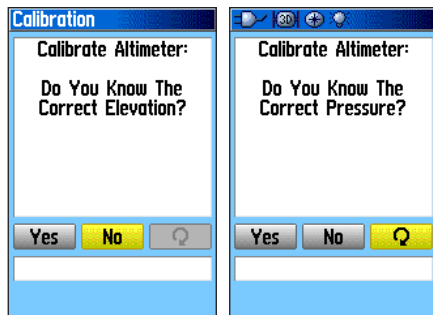 Calibration
Calibrate Altimeter:
Do You Know The
Correct Elevation?
Yes
No
3D
Calibrate Altimeter:
Do You Know The
Correct Pressure?
Yes
No